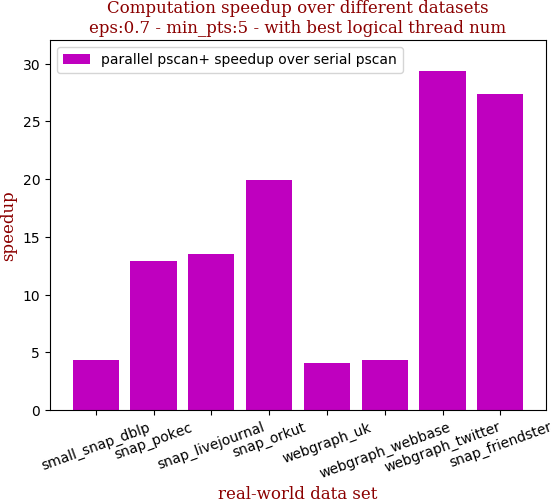 Computation speedup over different datasets
eps:0.7 - min_pts:5 - with best logical thread num
parallel pscan+ speedup over serial pscan
speedup
30
25
20
15
10
5
0
small_snap_dblp
snap_pokec
snap_livejournal
snap_orkut
webgraph_uk
webgraph_webbase
webgraph_twitter
snap_friendster
real-world data set